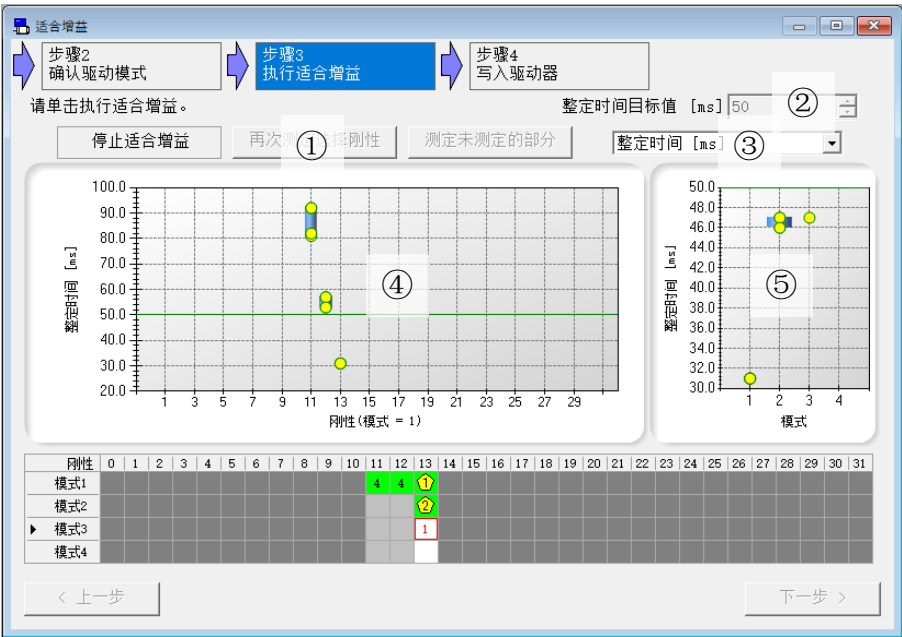 适合增益
步骤2 步骤3 步骤4
确认驱动模式 执行适合增益 写入驱动器
请单击执行适合增益。 整定时间目标值 [ms] 50 ②
停止适合增益 再次测 ① 择刚性 测定未测定的部分 整定时间 [ms] ③
100.0 90.0 80.0 70.0 60.0 50.0 40.0 30.0 20.0
整定时间 [ms]
④
1 3 5 7 9 11 13 15 17 19 21 23 25 27 29
刚性(模式 = 1)
50.0 48.0 46.0 44.0 42.0 40.0 38.0 36.0 34.0 32.0 30.0
整定时间 [ms]
⑤
1 2 3 4
模式
刚性 0 1 2 3 4 5 6 7 8 9 10 11 12 13 14 15 16 17 18 19 20 21 22 23 24 25 26 27 28 29 30 31
模式1 4 4 1
模式2 2
模式3 1
模式4
< 上一步 下一步 >